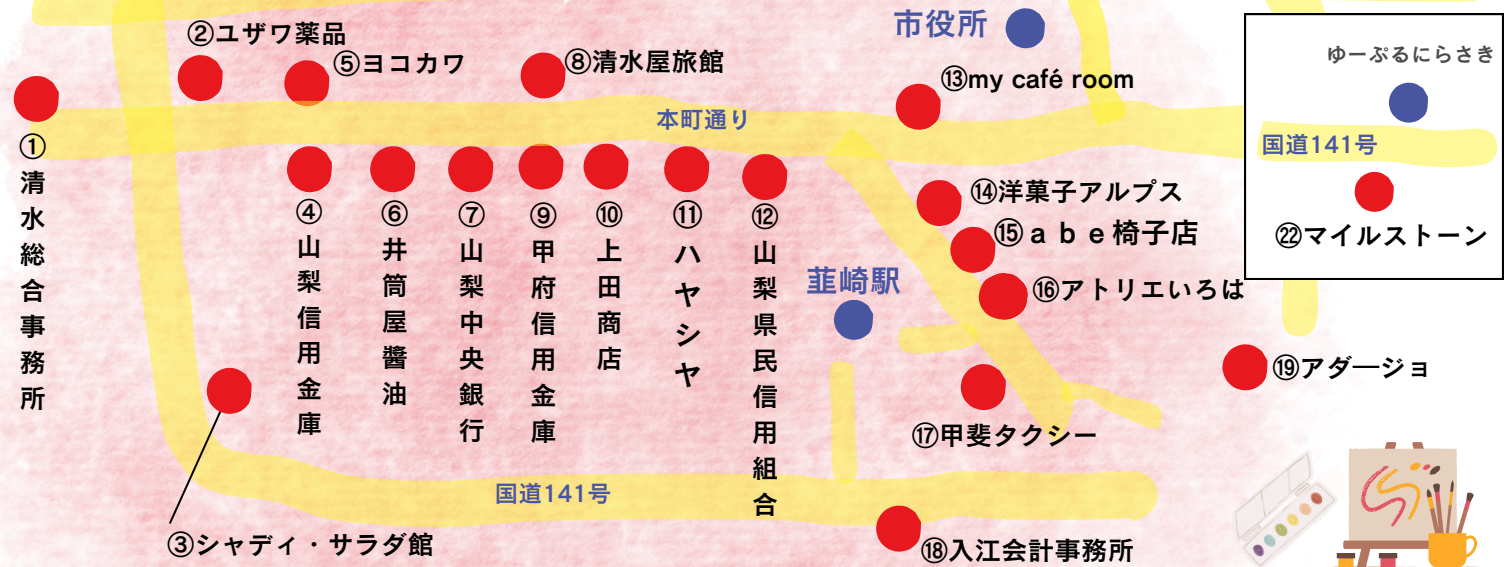 市役所
②ユザワ薬品
⑤ヨコカワ
⑧清水屋旅館
⑬my café room
本町通り
①清水総合事務所
④山梨信用金庫
⑥井筒屋醬油
⑦山梨中央銀行
⑨甲府信用金庫
⑩上田商店
⑪ハヤシヤ
⑫山梨県民信用組合
⑭洋菓子アルプス
⑮ａｂｅ椅子店
韮崎駅
⑯アトリエいろは
⑰甲斐タクシー
⑲アダージョ
国道141号
③シャディ・サラダ館
⑱入江会計事務所
ゆーぷるにらさき
国道141号
㉒マイルストーン